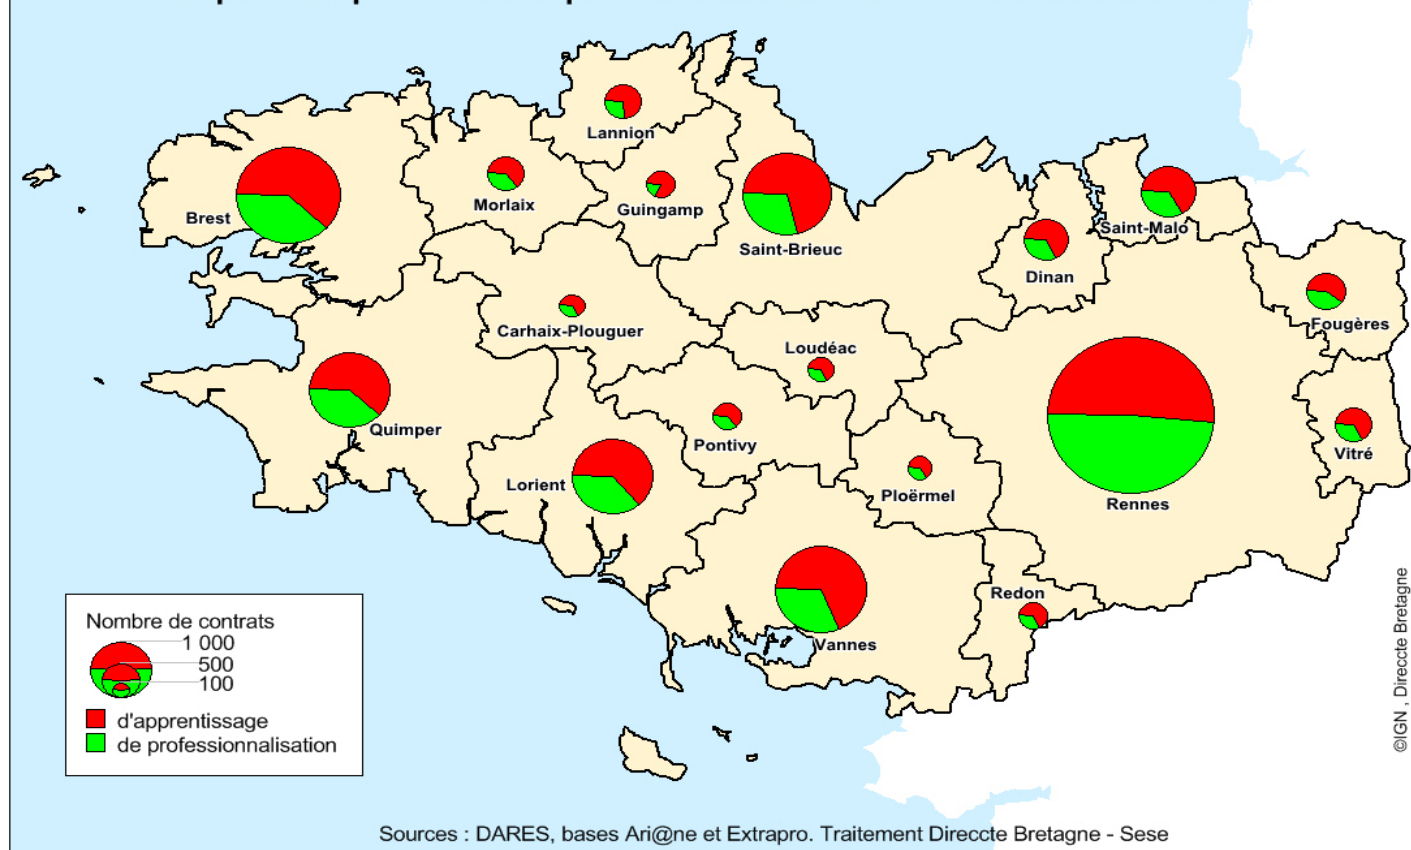 Lannion
Morlaix
Guingamp
Brest
Saint-Brieuc
Saint-Malo
Dinan
Carhaix-Plouguer
Fougères
Loudéac
Quimper
Pontivy
Vitré
Lorient
Ploërmel
Rennes
Redon
Vannes
Nombre de contrats
1 000
500
100
d'apprentissage
de professionnalisation
©IGN , Direccte Bretagne
Sources : DARES, bases Ari@ne et Extrapro. Traitement Direccte Bretagne - Sese